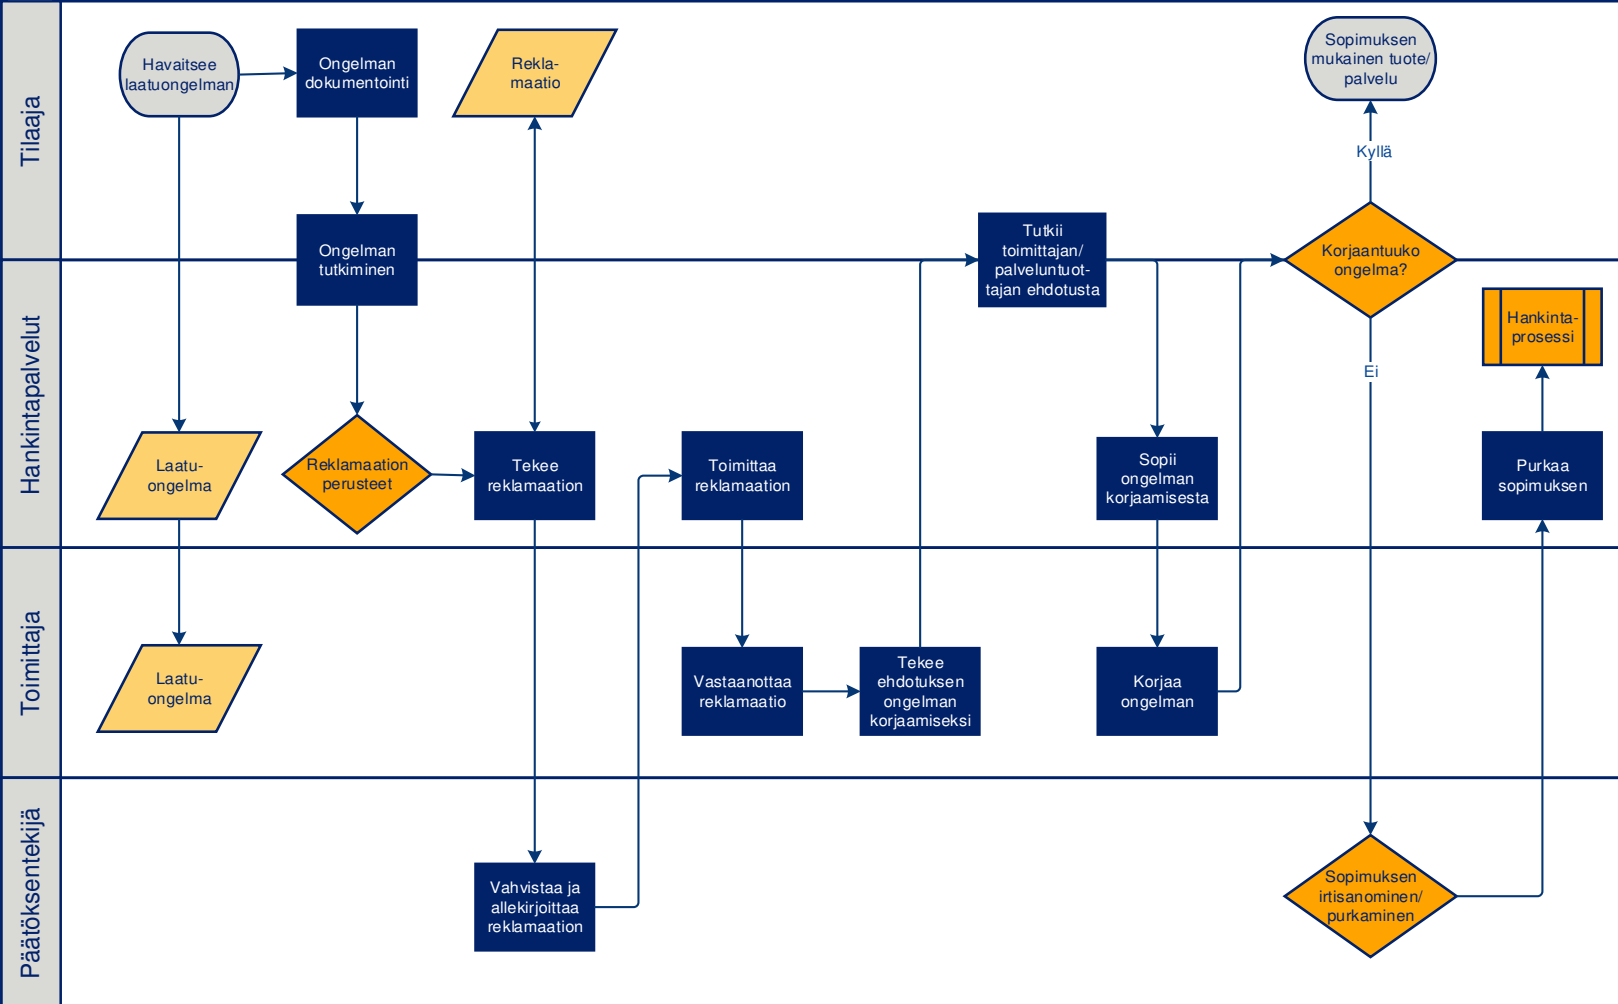 Tilaaja
Havaitsee
laatuongelman
Ongelman
dokumentointi
Rekla-
maatio
Sopimuksen
mukainen tuote/
palvelu
Kyllä
Ongelman
tutkiminen
Tutkii
toimittajan/
palveluntuot-
tajan ehdotusta
Korjaantuuko
ongelma?
Hankintapalvelut
Hankinta-
prosessi
Ei
Laatu-
ongelma
Reklamaation
perusteet
Tekee
reklamaation
Toimittaa
reklamaation
Sopii
ongelman
korjaamisesta
Purkaa
sopimuksen
Toimittaja
Laatu-
ongelma
Vastaanottaa
reklamaatio
Tekee
ehdotuksen
ongelman
korjaamiseksi
Korjaa
ongelman
Päätöksentekijä
Vahvistaa ja
allekirjoittaa
reklamaation
Sopimuksen
irtisanominen/
purkaminen